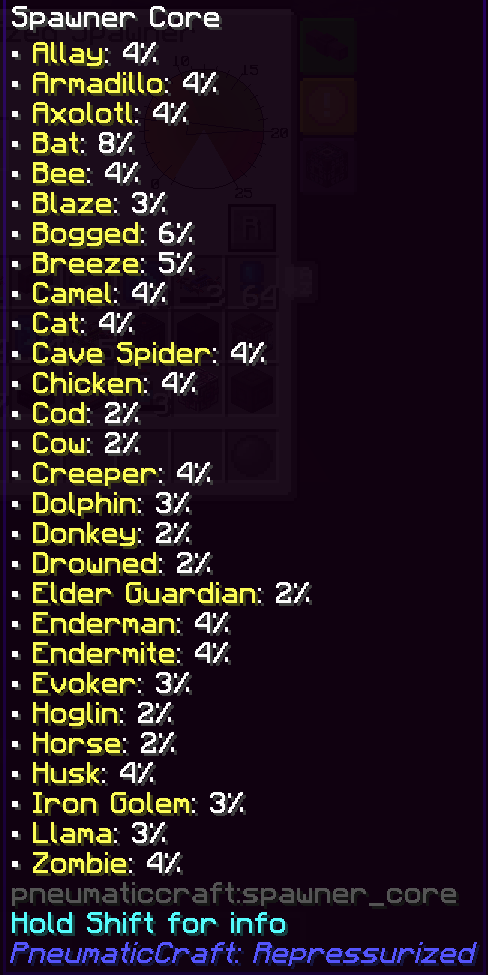 Spawner Core
▪ Allay: 4%
▪ Armadillo: 4%
▪ Axolotl: 4%
▪ Bat: 8%
▪ Bee: 4%
▪ Blaze: 3%
▪ Bogged: 6%
▪ Breeze: 5%
▪ Camel: 4%
▪ Cat: 4%
▪ Cave Spider: 4%
▪ Chicken: 4%
▪ Cod: 2%
▪ Cow: 2%
▪ Creeper: 4%
▪ Dolphin: 3%
▪ Donkey: 2%
▪ Drowned: 2%
▪ Elder Guardian: 2%
▪ Enderman: 4%
▪ Endermite: 4%
▪ Evoker: 3%
▪ Hoglin: 2%
▪ Horse: 2%
▪ Husk: 4%
▪ Iron Golem: 3%
▪ Llama: 3%
▪ Zombie: 4%
pneumaticcraft:spawner_core
Hold Shift for info
PneumaticCraft: Repressurized